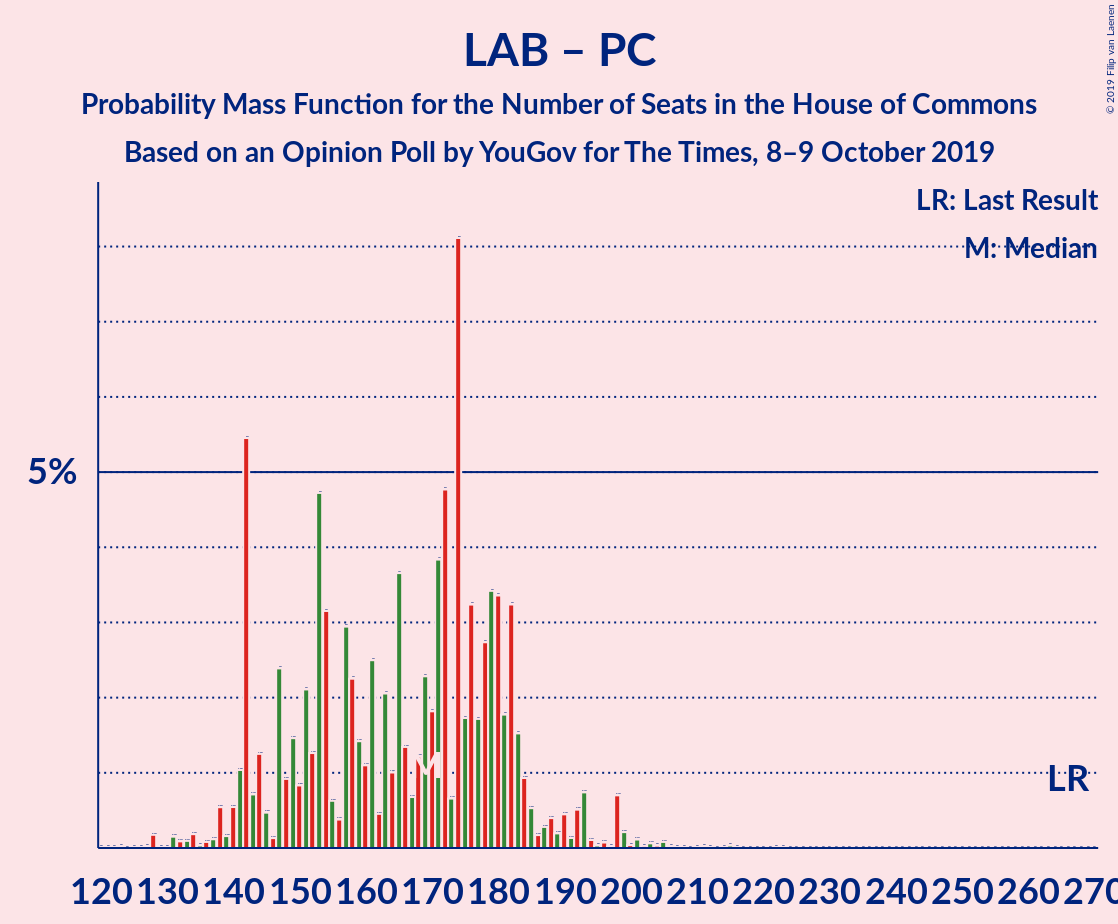 LAB – PC
Probability Mass Function for the Number of Seats in the House of Commons
Based on an Opinion Poll by YouGov for The Times, 8–9 October 2019
© 2019 Filip van Laenen
LR: Last Result
M: Median
5%
M
LR
120 130 140 150 160 170 180 190 200 210 220 230 240 250 260 270